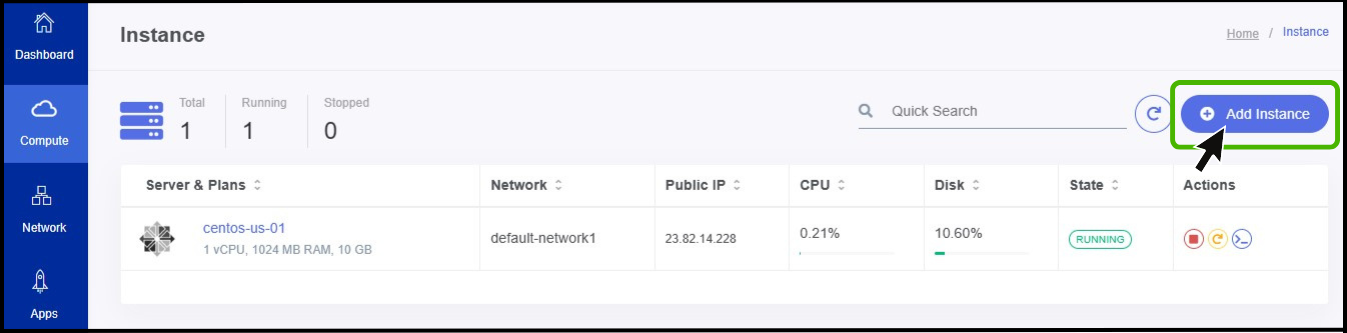 Dashboard
Compute
Network
Apps
Instance
Home / Instance
Total Running Stopped
1 1 0
Quick Search
Add Instance
Server & Plans Network Public IP CPU Disk State Actions
centos-us-01
1 vCPU, 1024 MB RAM, 10 GB
default-network1 23.82.14.228 0.21% 10.60% RUNNING